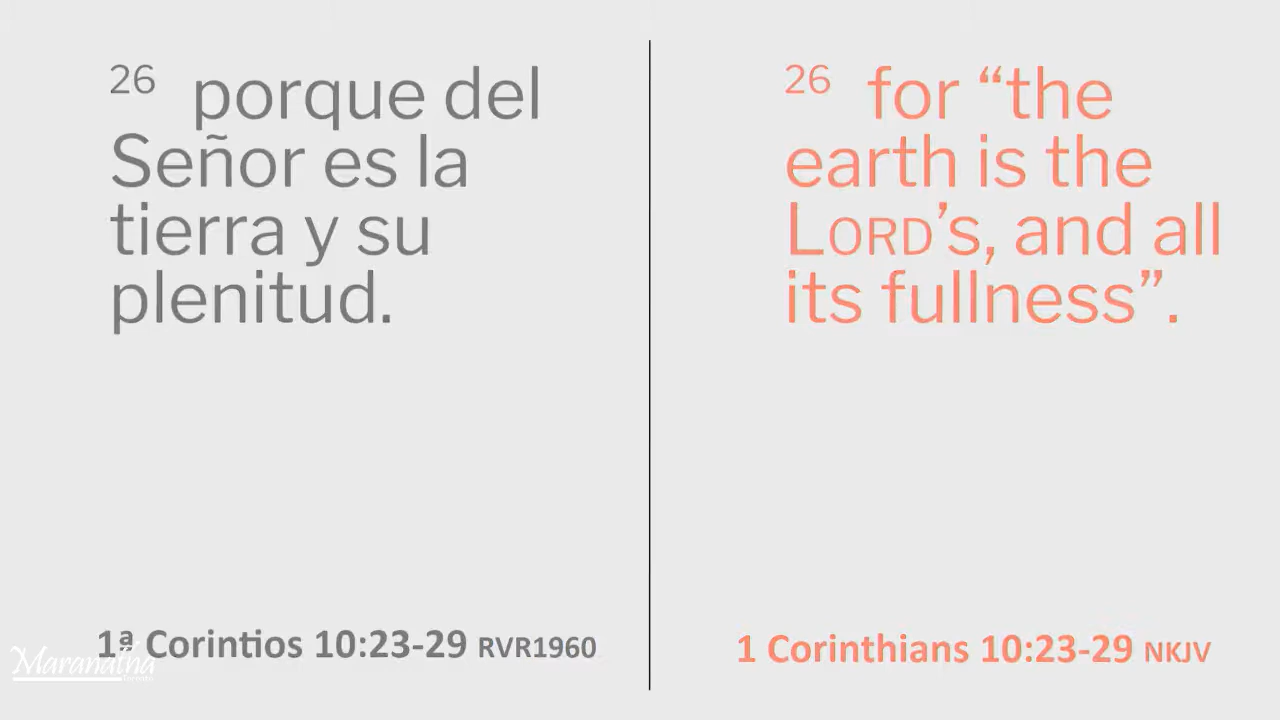 26 porque del
Señor es la
tierra y su
plenitud.
1ª Corintios 10:23-29 RVR1960
26 for “the
earth is the
LORD’s, and all
its fullness”.
1 Corinthians 10:23-29 NKJV
Maranatha